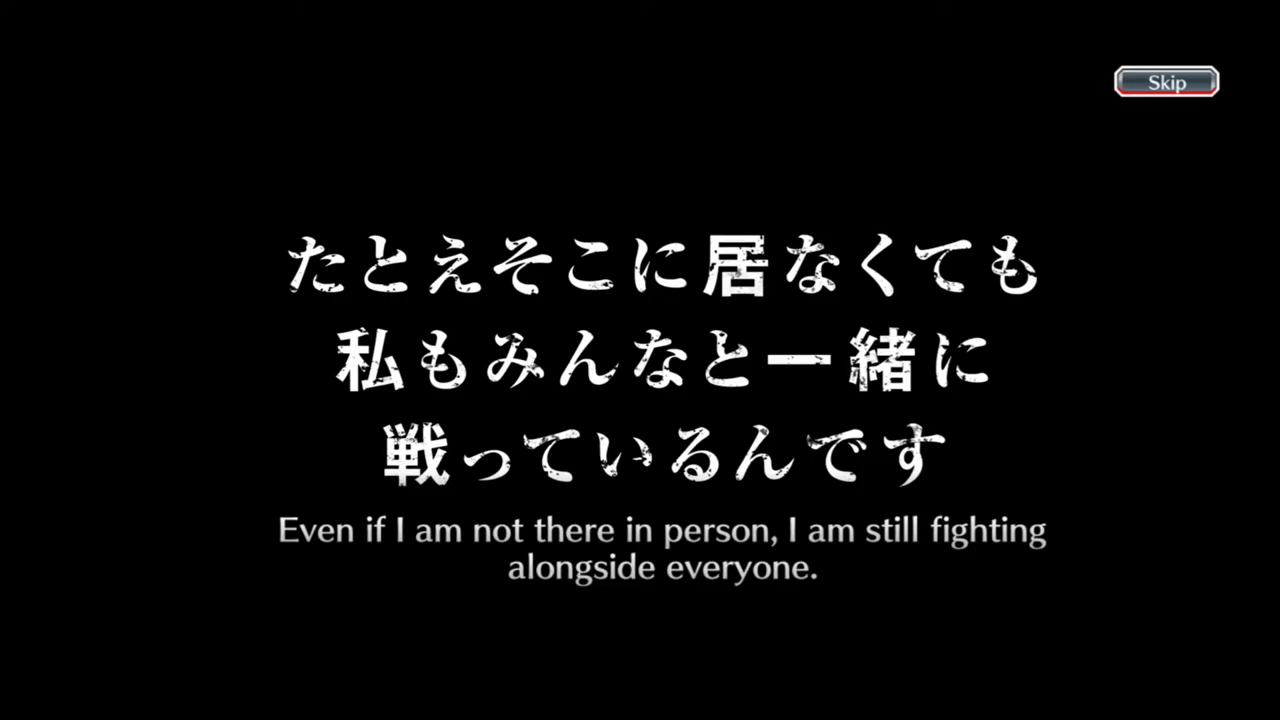 Skip
たとえそこに居なくても
私もみんなと一緒に
戦っているんです
Even if I am not there in person, I am still fighting
alongside everyone.